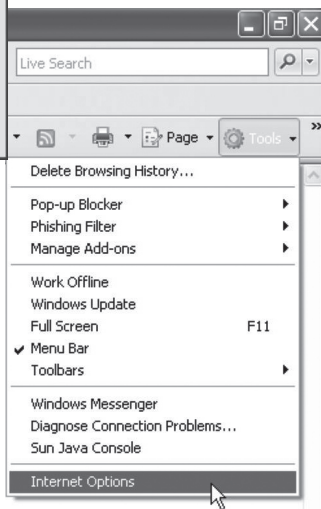 Live Search
Page Tools »
Delete Browsing History...
Pop-up Blocker
Phishing Filter
Manage Add-ons
Work Offline
Windows Update
Full Screen F11
Menu Bar
Toolbars
Windows Messenger
Diagnose Connection Problems...
Sun Java Console
Internet Options